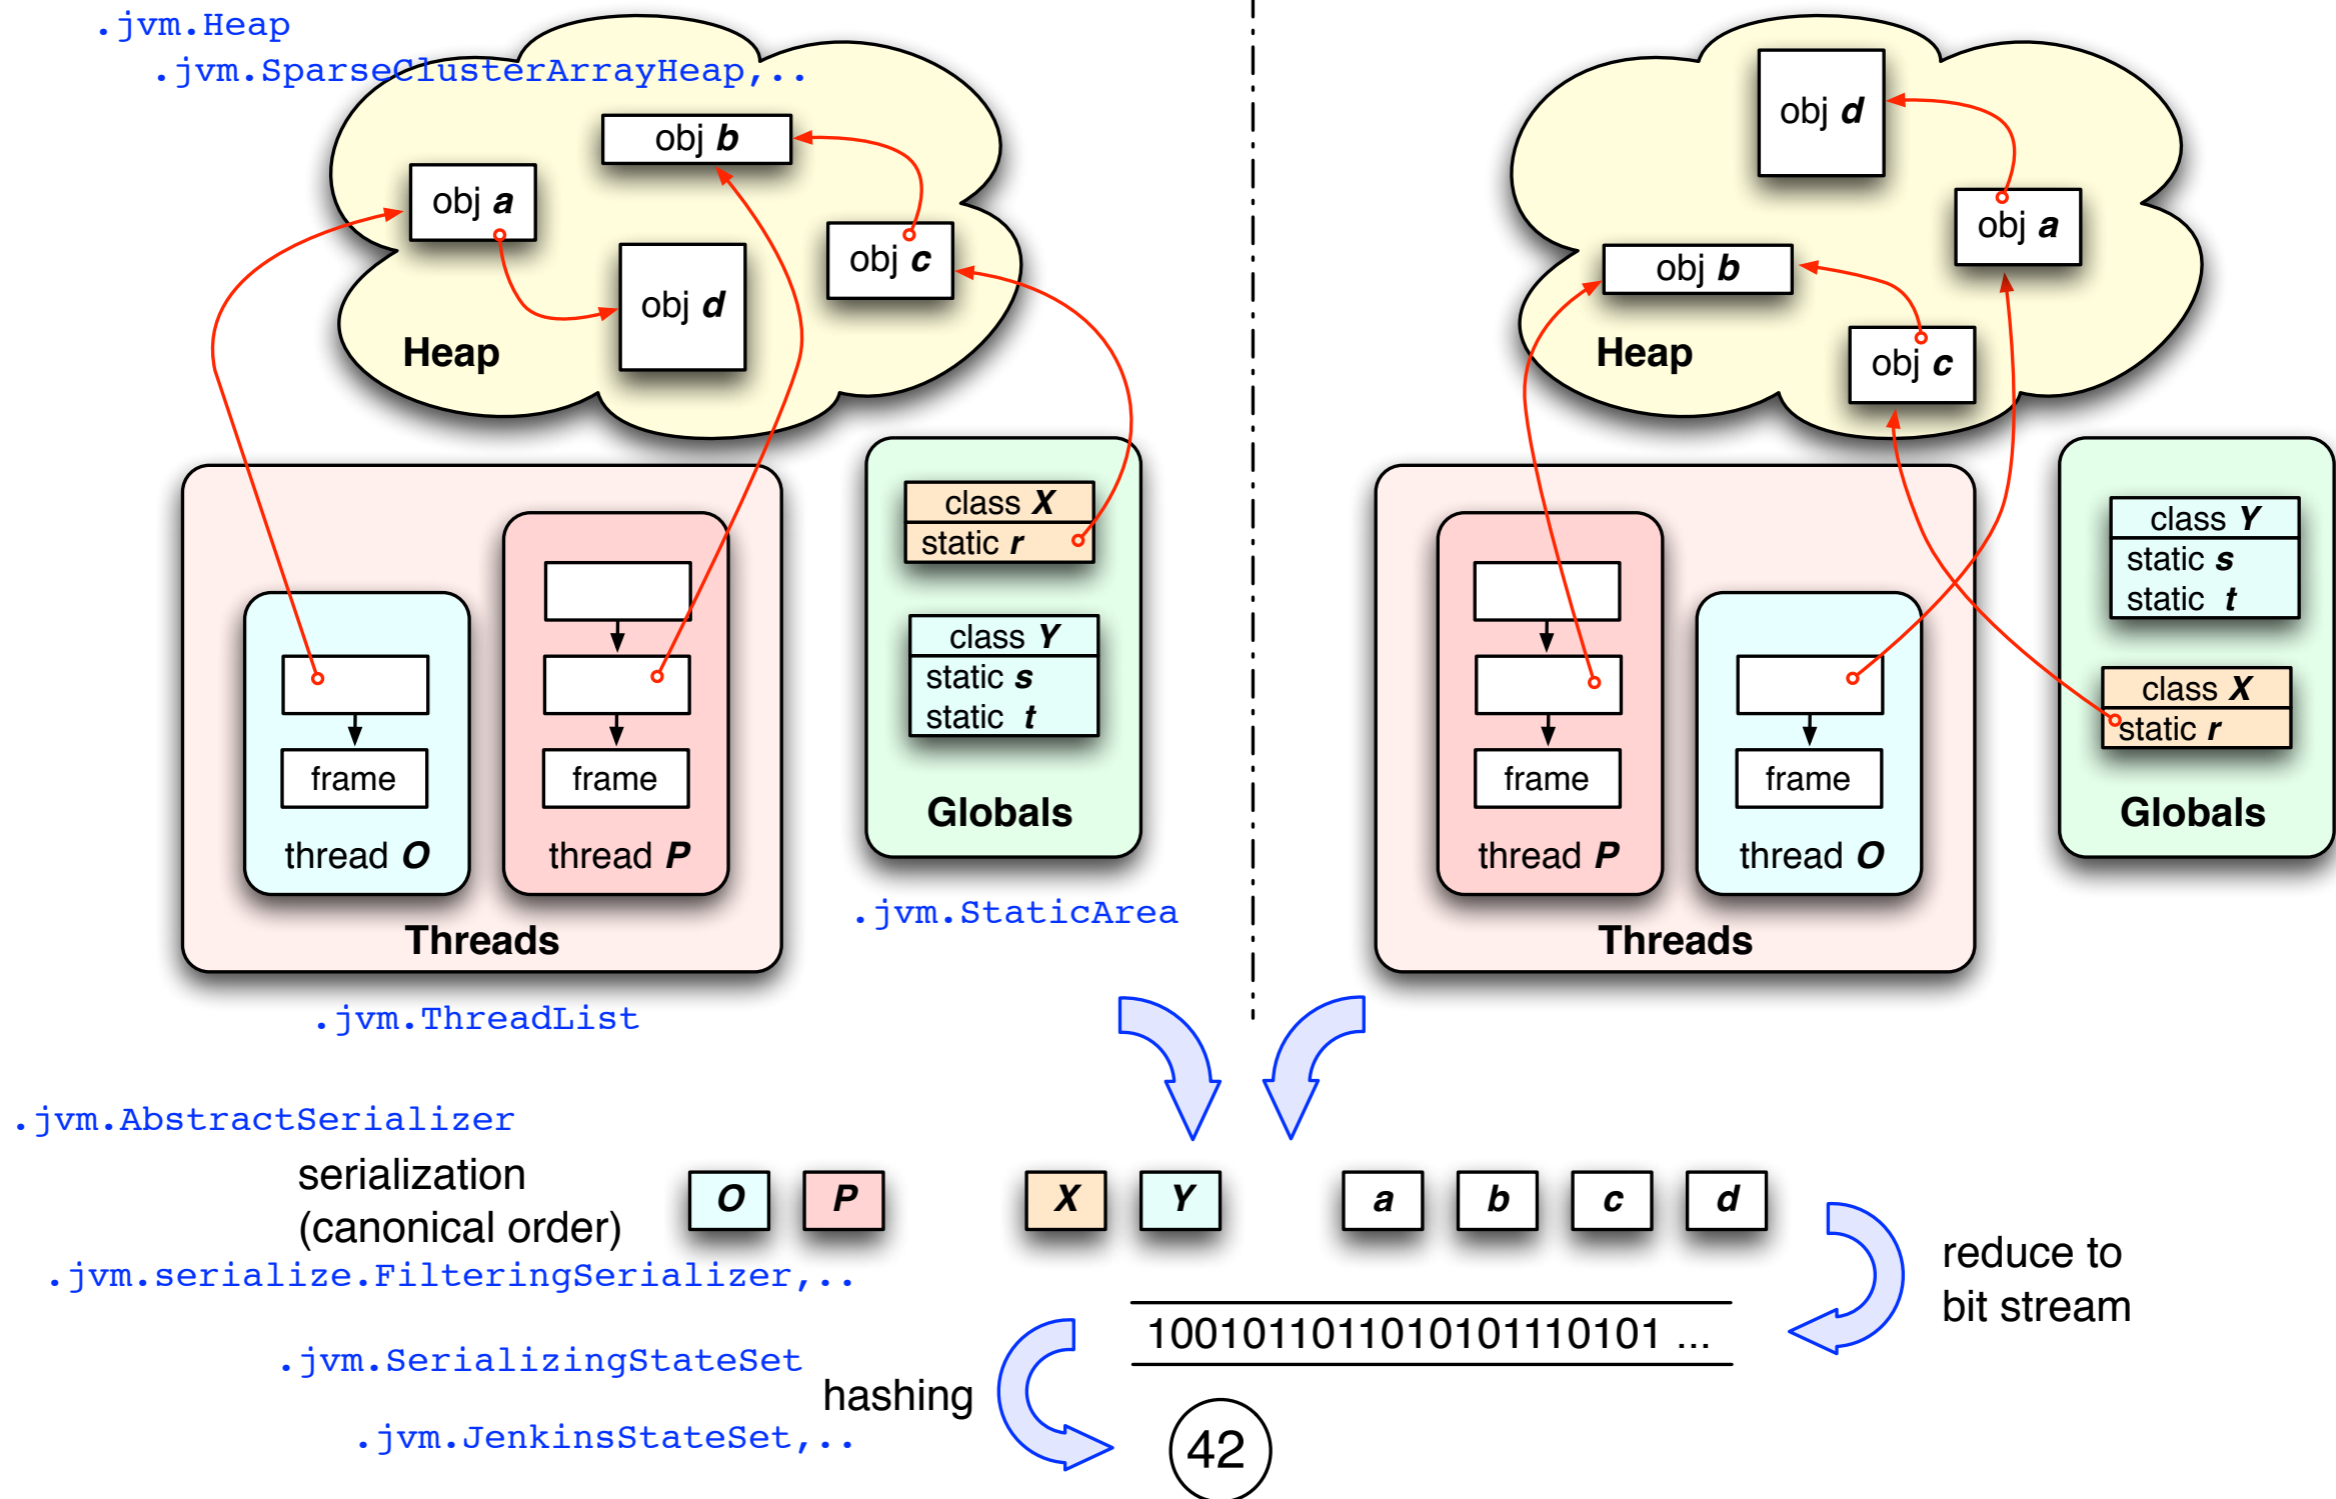 .jvm.Heap
.jvm.SparseClusterArrayHeap,..
obj a
obj b
obj c
obj d
Heap
frame
thread O
frame
thread P
Threads
class X
static r
class Y
static s
static t
Globals
.jvm.StaticArea
.jvm.ThreadList
obj d
obj a
obj b
obj c
Heap
frame
thread P
frame
thread O
Threads
class Y
static s
static t
class X
static r
Globals
.jvm.AbstractSerializer
serialization
(canonical order)
O P X Y a b c d
.jvm.serialize.FilteringSerializer,..
reduce to
bit stream
1001011011010101110101 ...
.jvm.SerializingStateSet
hashing
.jvm.JenkinsStateSet,..
42